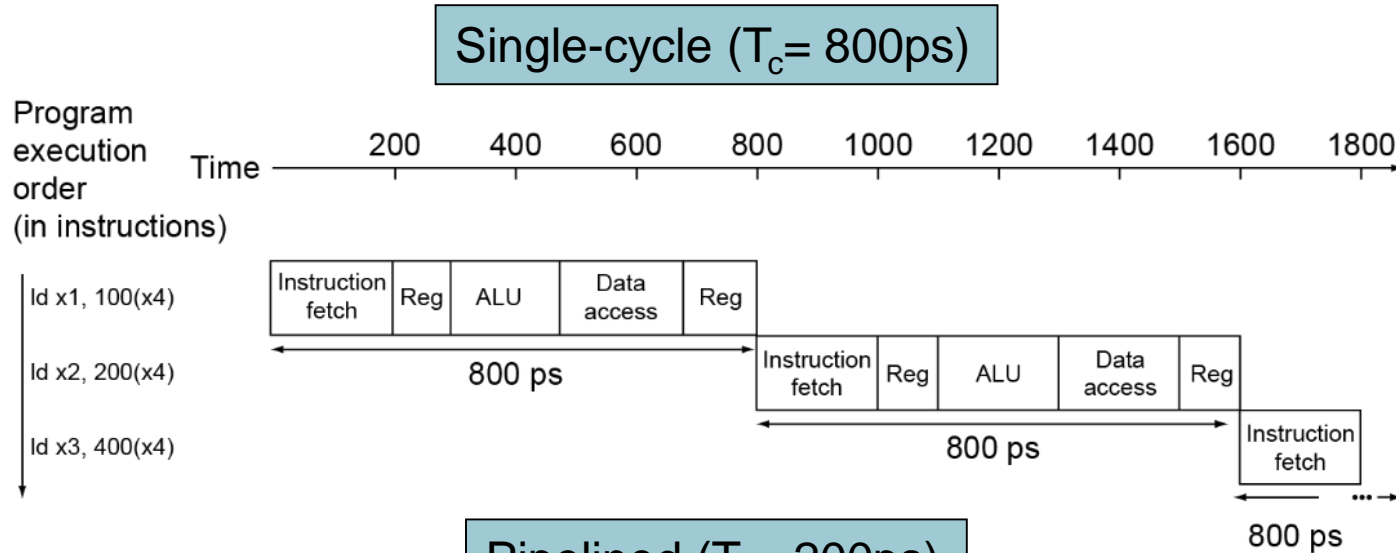 Single-cycle (Tc= 800ps)
Program
execution
order
(in instructions)
Time
200 400 600 800 1000 1200 1400 1600 1800
ld x1, 100(x4)
Instruction
fetch
Reg
ALU
Data
access
Reg
800 ps
ld x2, 200(x4)
Instruction
fetch
Reg
ALU
Data
access
Reg
800 ps
ld x3, 400(x4)
Instruction
fetch
...
800 ps
Pipelined (T 200ps)